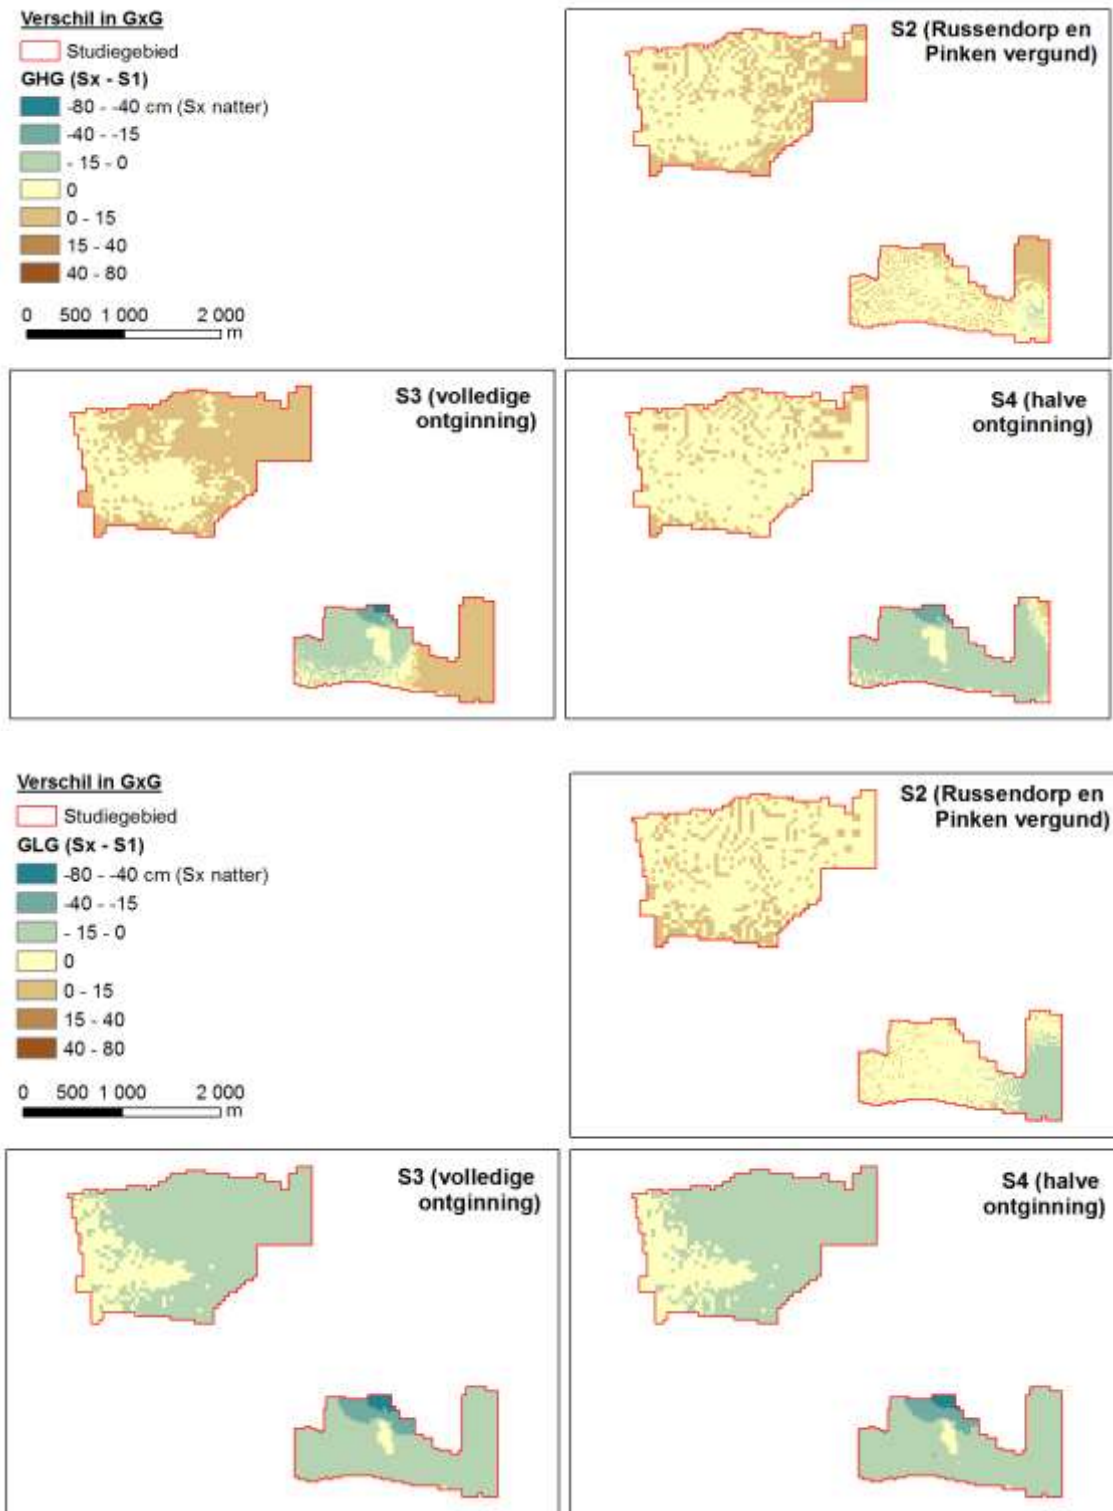 Verschil in GxG
Studiegebied
GHG (Sx - S1)
-80 - -40 cm (Sx natter)
-40 - -15
- 15 - 0
0
0 - 15
15 - 40
40 - 80
0 500 1 000 2 000
m
S2 (Russendorp en
Pinken vergund)
S3 (volledige
ontginning)
S4 (halve
ontginning)
Verschil in GxG
Studiegebied
GLG (Sx - S1)
-80 - -40 cm (Sx natter)
-40 - -15
- 15 - 0
0
0 - 15
15 - 40
40 - 80
0 500 1 000 2 000
m
S2 (Russendorp en
Pinken vergund)
S3 (volledige
ontginning)
S4 (halve
ontginning)